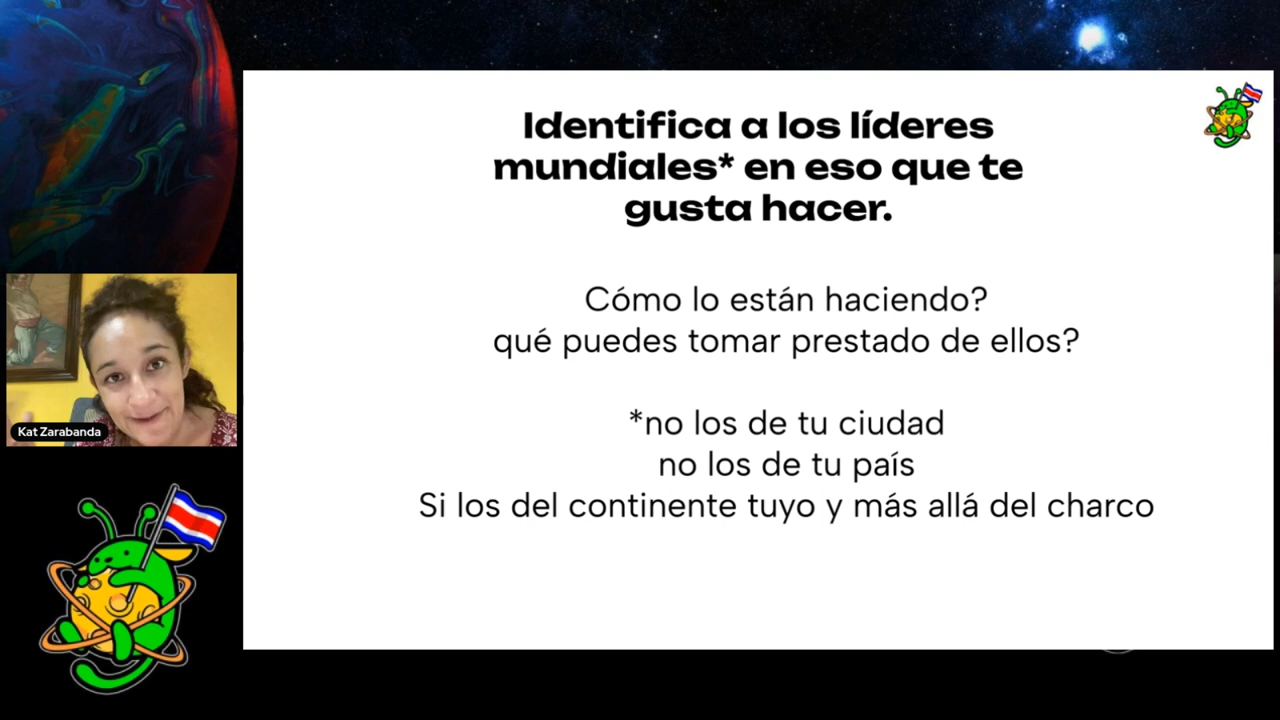 Identifica a los líderes
mundiales* en eso que te
gusta hacer.
Cómo lo están haciendo?
qué puedes tomar prestado de ellos?
*no los de tu ciudad
no los de tu país
Si los del continente tuyo y más allá del charco
Kat Zarabanda